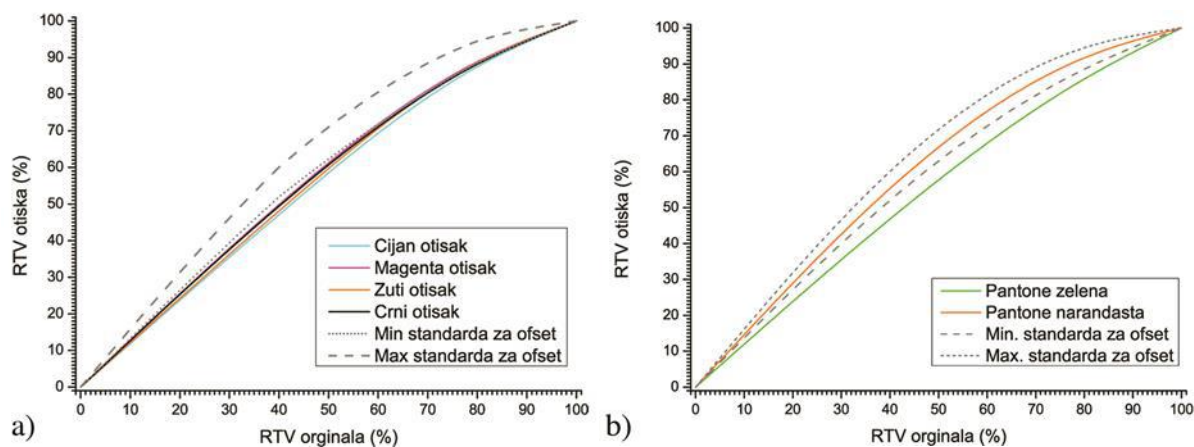 100
90
80
70
60
50
40
30
20
10
0
RTV otiska (%)
Cijan otisak
Magenta otisak
Zuti otisak
Crni otisak
Min standarda za ofset
Max standarda za ofset
0 10 20 30 40 50 60 70 80 90 100
RTV orginala (%)
a)
100
90
80
70
60
50
40
30
20
10
0
RTV otiska (%)
Pantone zelena
Pantone narandasta
Min. standarda za ofset
Max. standarda za ofset
0 10 20 30 40 50 60 70 80 90 100
RTV orginala (%)
b)